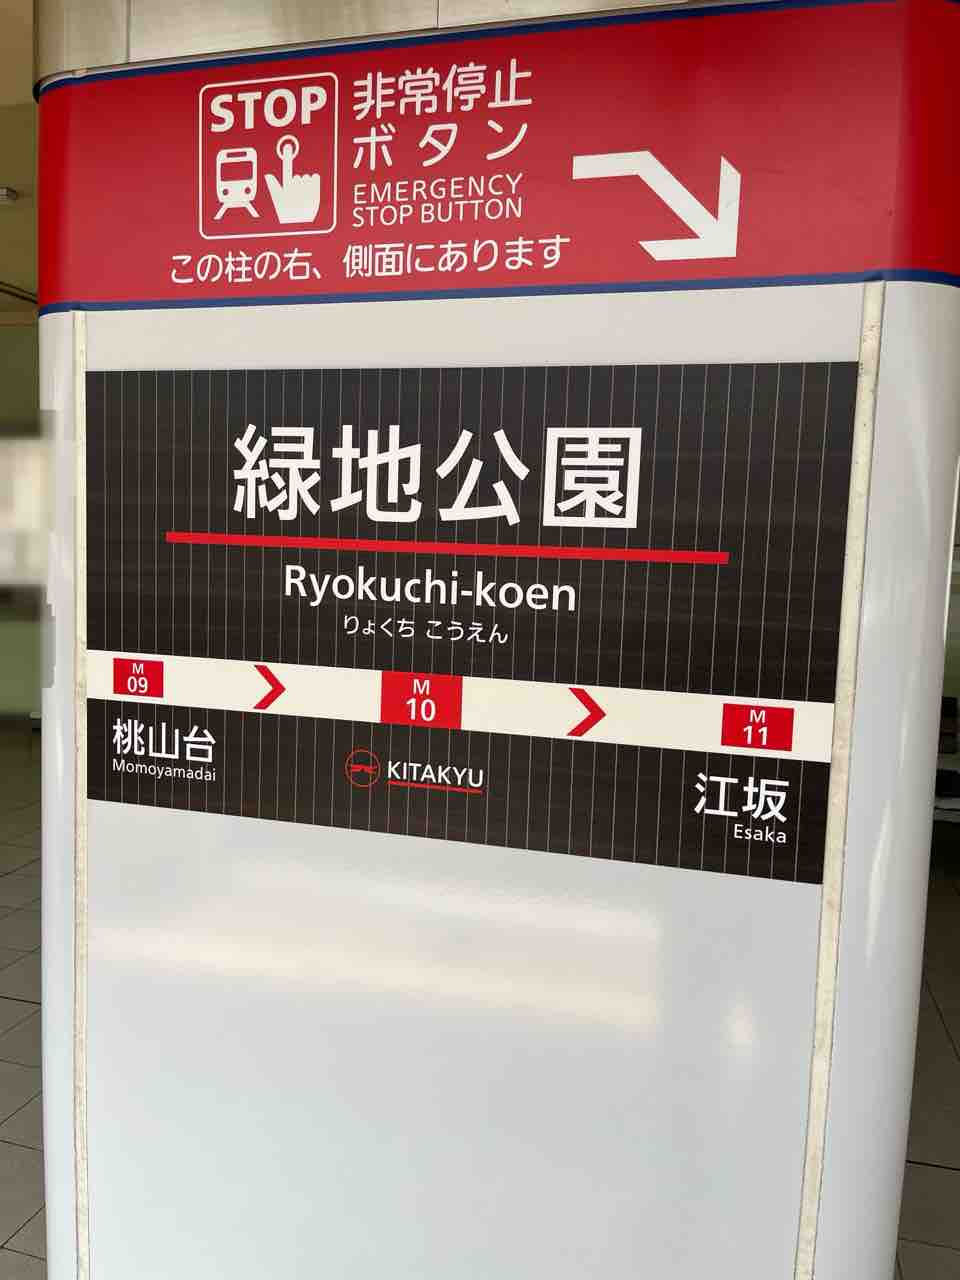 STOP
非常停止
ボタン
EMERGENCY
STOP BUTTON
この柱の右、側面にあります
緑地公園
Ryokuchi-koen
りょくち こうえん
M
09
M
10
M
11
桃山台
Momoyamadai
KITAKYU
江坂
Esaka